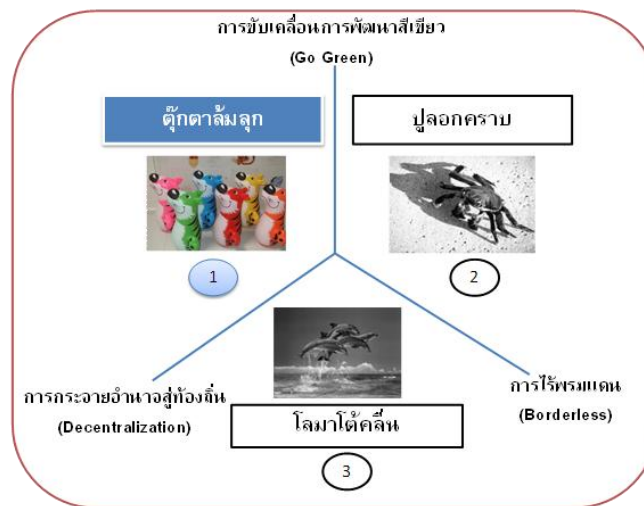 การขับเคลื่อนการพัฒนาสีเขียว
(Go Green)
ตุ๊กตาล้มลุก
ปูลอกคราบ
1
2
การกระจายอำนาจสู่ท้องถิ่น
(Decentralization)
การไร้พรมแดน
(Borderless)
โลมาโต้คลื่น
3